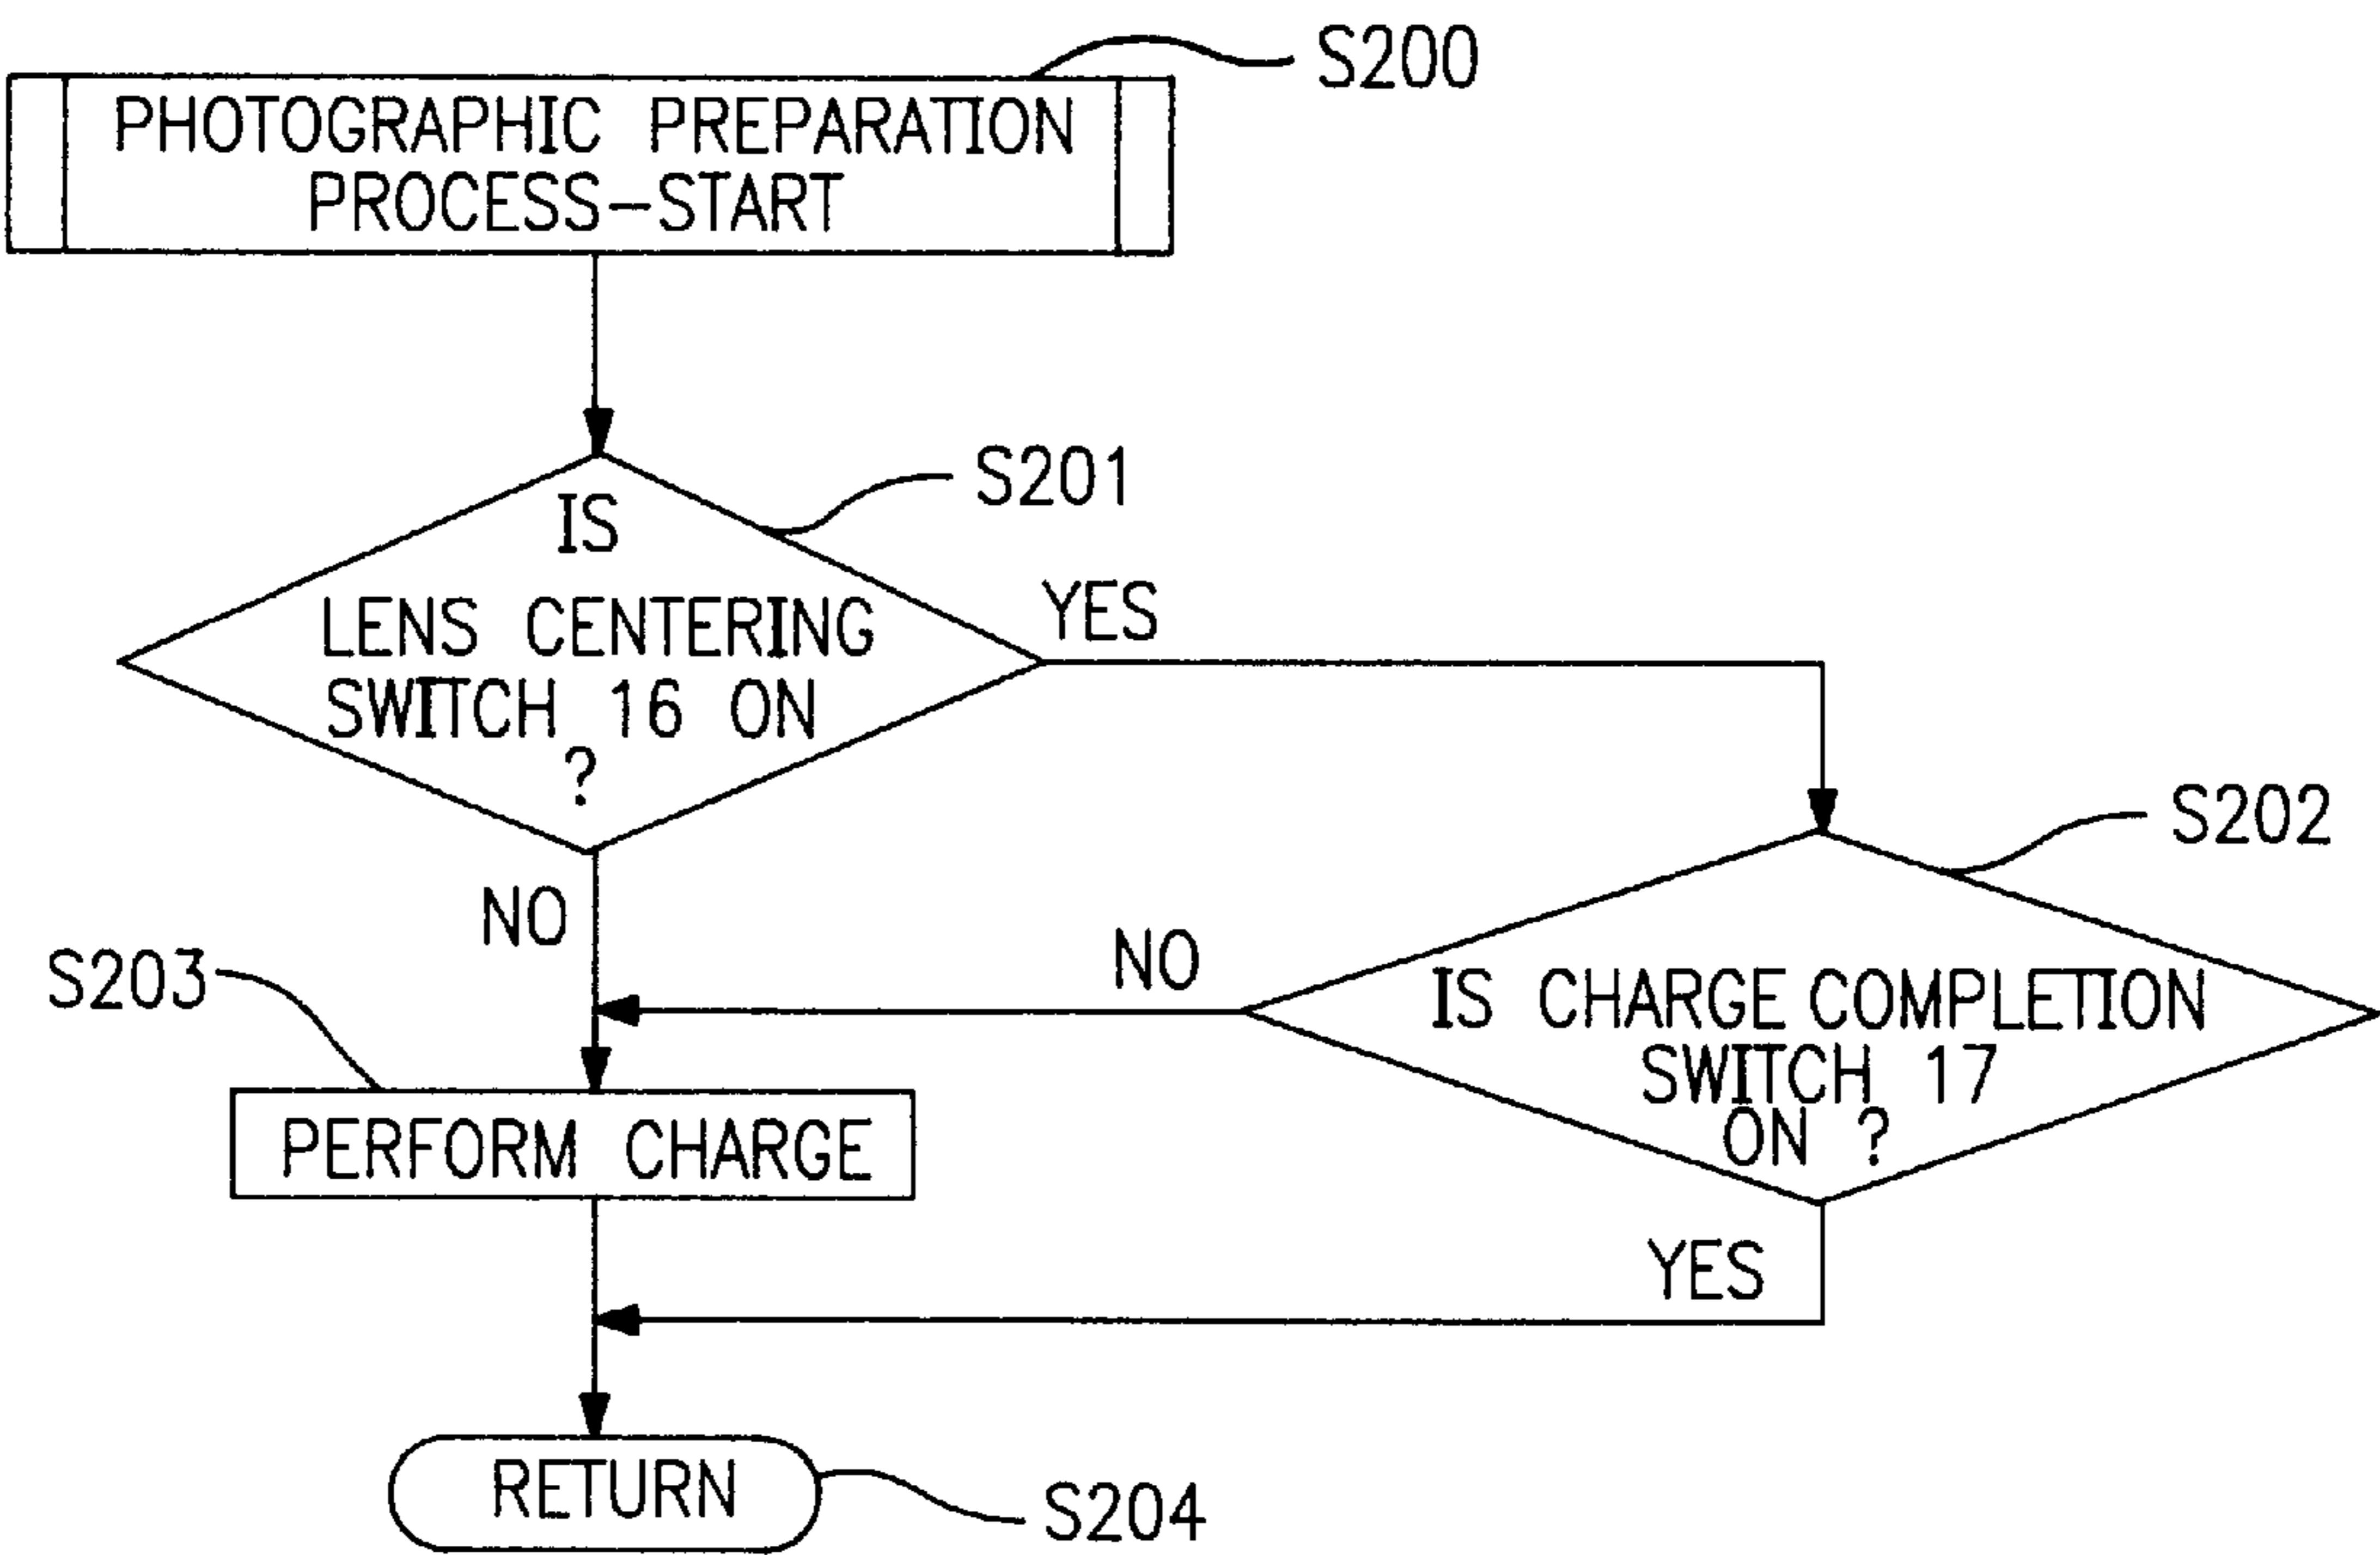 S200
PHOTOGRAPHIC PREPARATION
PROCESS-START
S201
IS
LENS CENTERING
SWITCH 16 ON
?
YES
S202
NO
NO
S203
IS CHARGE COMPLETION
SWITCH 17
ON ?
PERFORM CHARGE
YES
RETURN
S204